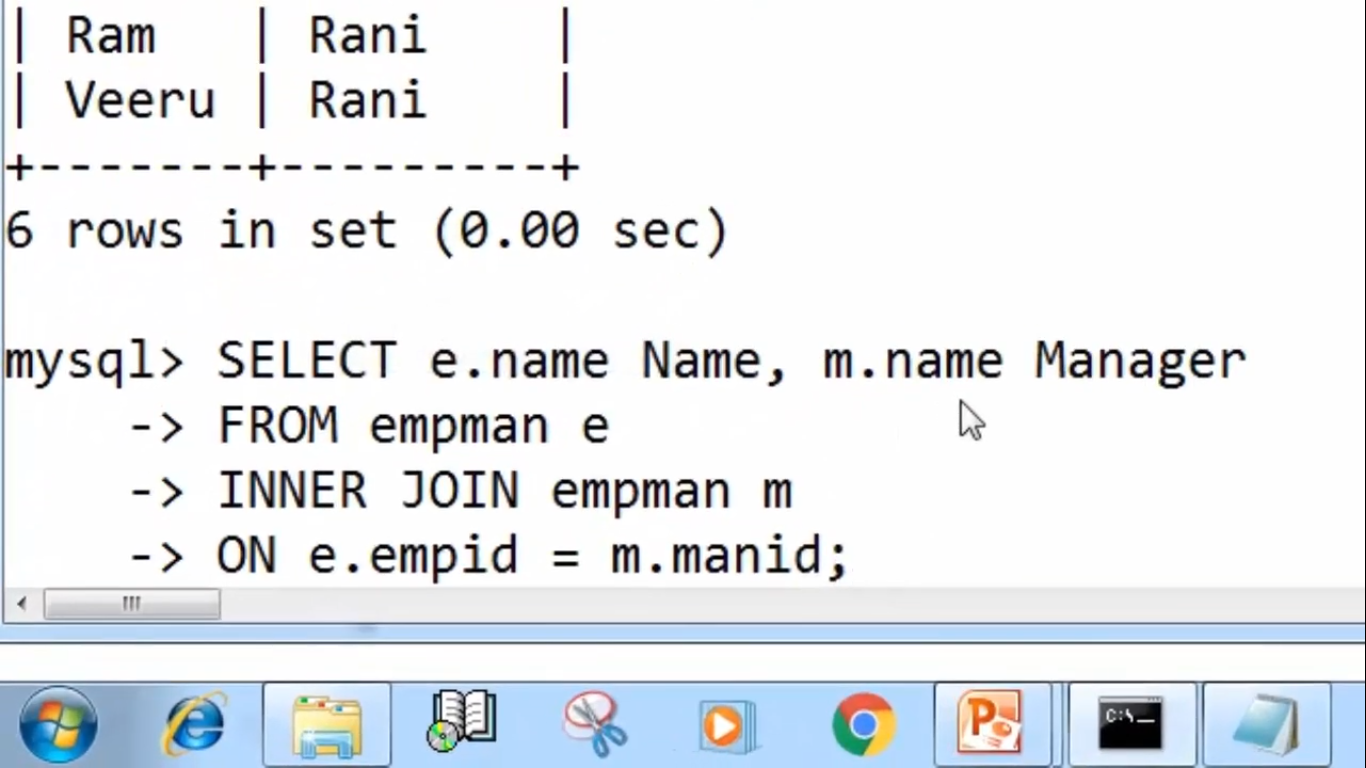 | Ram | Rani |
| Veeru | Rani |
+-------+---------+
6 rows in set (0.00 sec)
mysql> SELECT e.name Name, m.name Manager
-> FROM empman e
-> INNER JOIN empman m
-> ON e.empid = m.manid;
C:\_